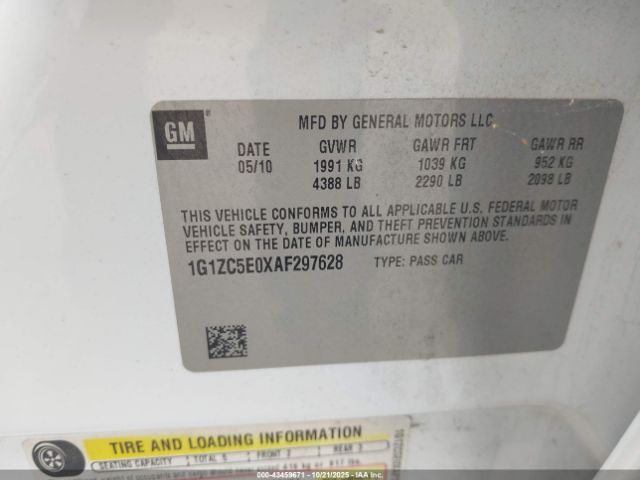 GM
MFD BY GENERAL MOTORS LLC
DATE GVWR GAWR FRT GAWR RR
05/10 1991 KG 1039 KG 952 KG
4388 LB 2290 LB 2098 LB
THIS VEHICLE CONFORMS TO ALL APPLICABLE U.S. FEDERAL MOTOR
VEHICLE SAFETY, BUMPER, AND THEFT PREVENTION STANDARDS IN
EFFECT ON THE DATE OF MANUFACTURE SHOWN ABOVE.
1G1ZC5E0XAF297628 TYPE: PASS CAR
TIRE AND LOADING INFORMATION
SEATING CAPACITY TOTAL 5 FRONT 2 REAR 3
000-43459671 - 10/21/2025 - IAA Inc.